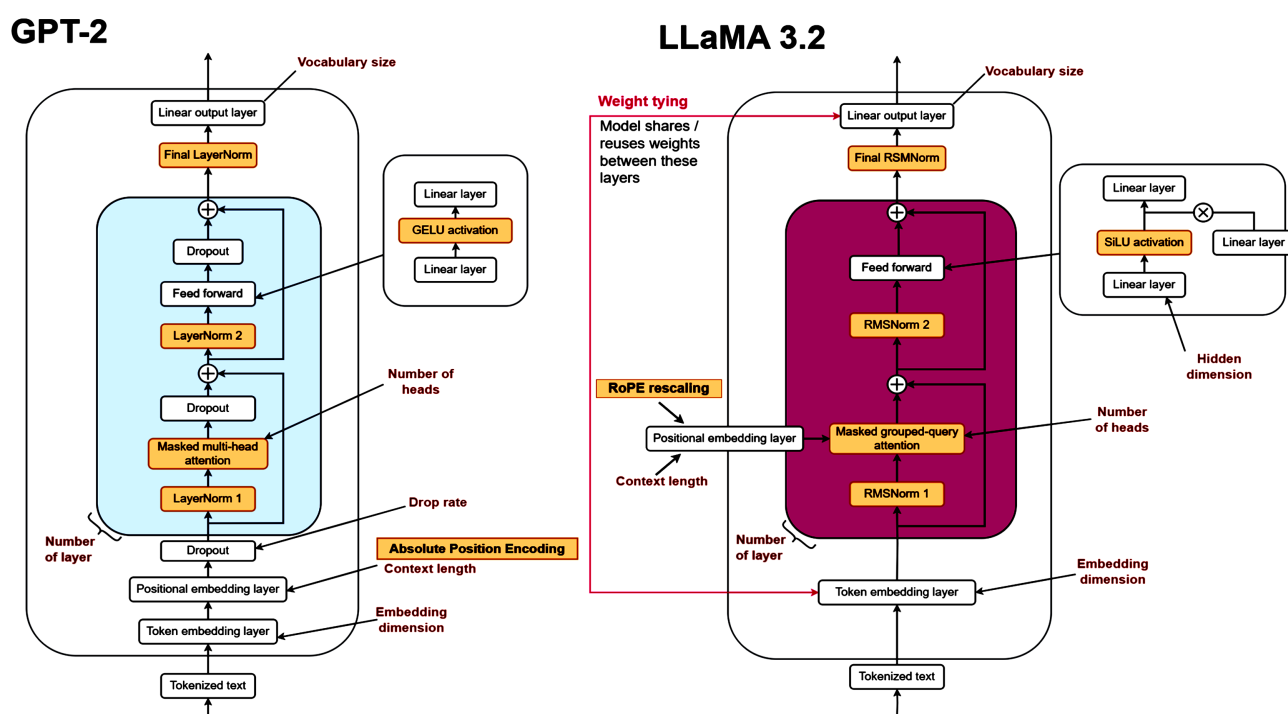 GPT-2
Vocabulary size
Linear output layer
Final LayerNorm
Dropout
Feed forward
LayerNorm 2
Dropout
Masked multi-head
attention
LayerNorm 1
Dropout
Positional embedding layer
Token embedding layer
Tokenized text
Linear layer
GELU activation
Linear layer
Number of
heads
Drop rate
Number
of layer
Absolute Position Encoding
Context length
Embedding
dimension
LLaMA 3.2
Vocabulary size
Weight tying
Model shares /
reuses weights
between these
layers
Linear output layer
Final RSMNorm
Feed forward
RMSNorm 2
Masked grouped-query
attention
RMSNorm 1
Token embedding layer
Tokenized text
Linear layer
SiLU activation
Linear layer
Linear layer
Hidden
dimension
RoPE rescaling
Positional embedding layer
Context length
Number
of heads
Number
of layer
Embedding
dimension